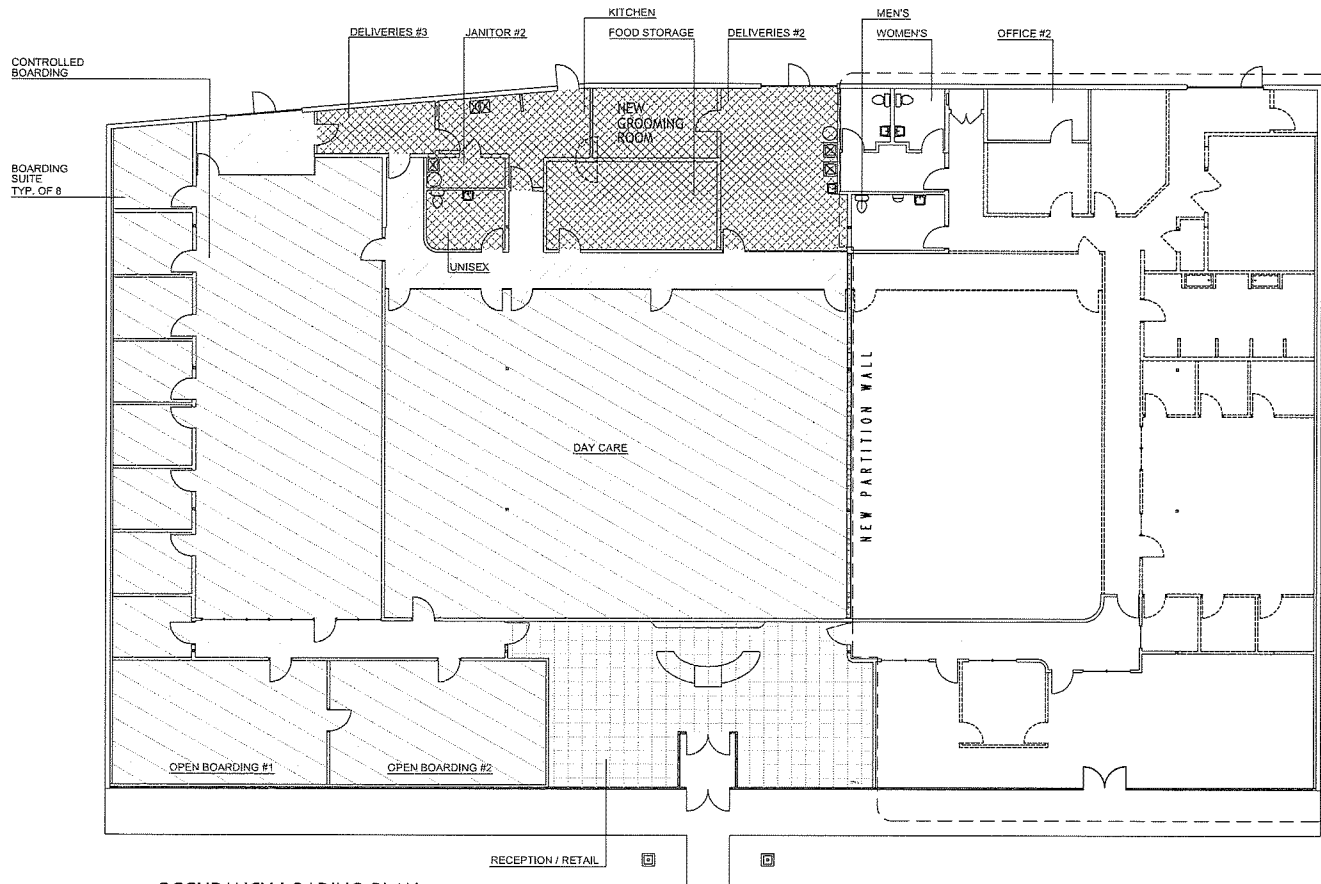 KITCHEN
MEN'S
DELIVERIES #3
JANITOR #2
FOOD STORAGE
DELIVERIES #2
WOMEN'S
OFFICE #2
CONTROLLED
BOARDING
NEW
GROOMING
ROOM
BOARDING
SUITE
TYP. OF 8
UNISEX
NEW PARTITION WALL
DAY CARE
OPEN BOARDING #1
OPEN BOARDING #2
RECEPTION / RETAIL